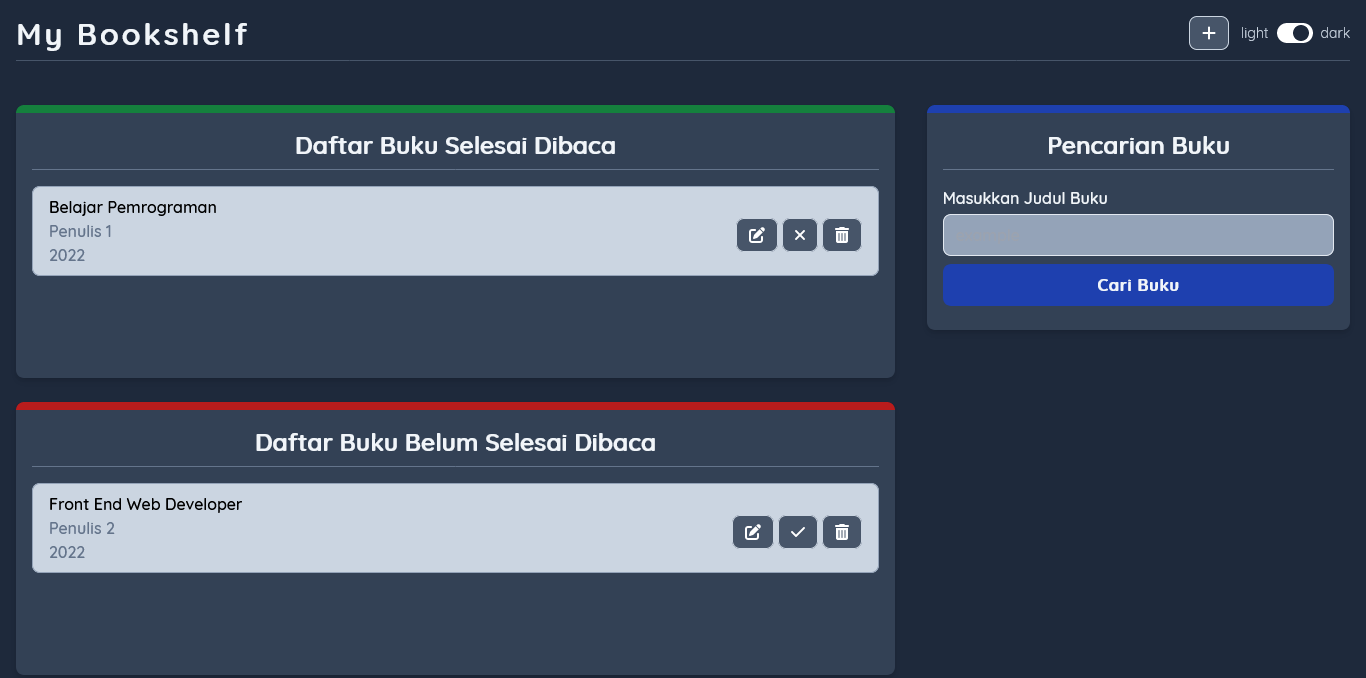 My Bookshelf
light dark
Daftar Buku Selesai Dibaca
Belajar Pemrograman
Penulis 1
2022
Daftar Buku Belum Selesai Dibaca
Front End Web Developer
Penulis 2
2022
Pencarian Buku
Masukkan Judul Buku
Cari Buku